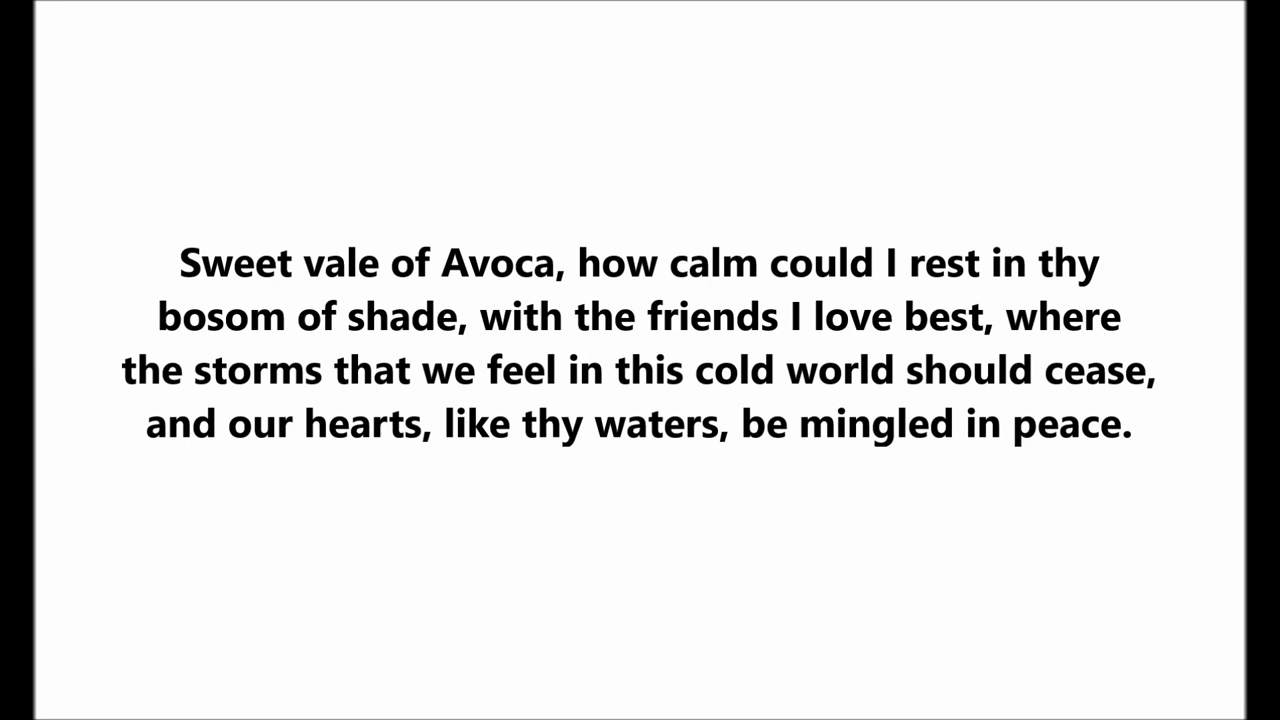 Sweet vale of Avoca, how calm could I rest in thy
bosom of shade, with the friends I love best, where
the storms that we feel in this cold world should cease,
and our hearts, like thy waters, be mingled in peace.